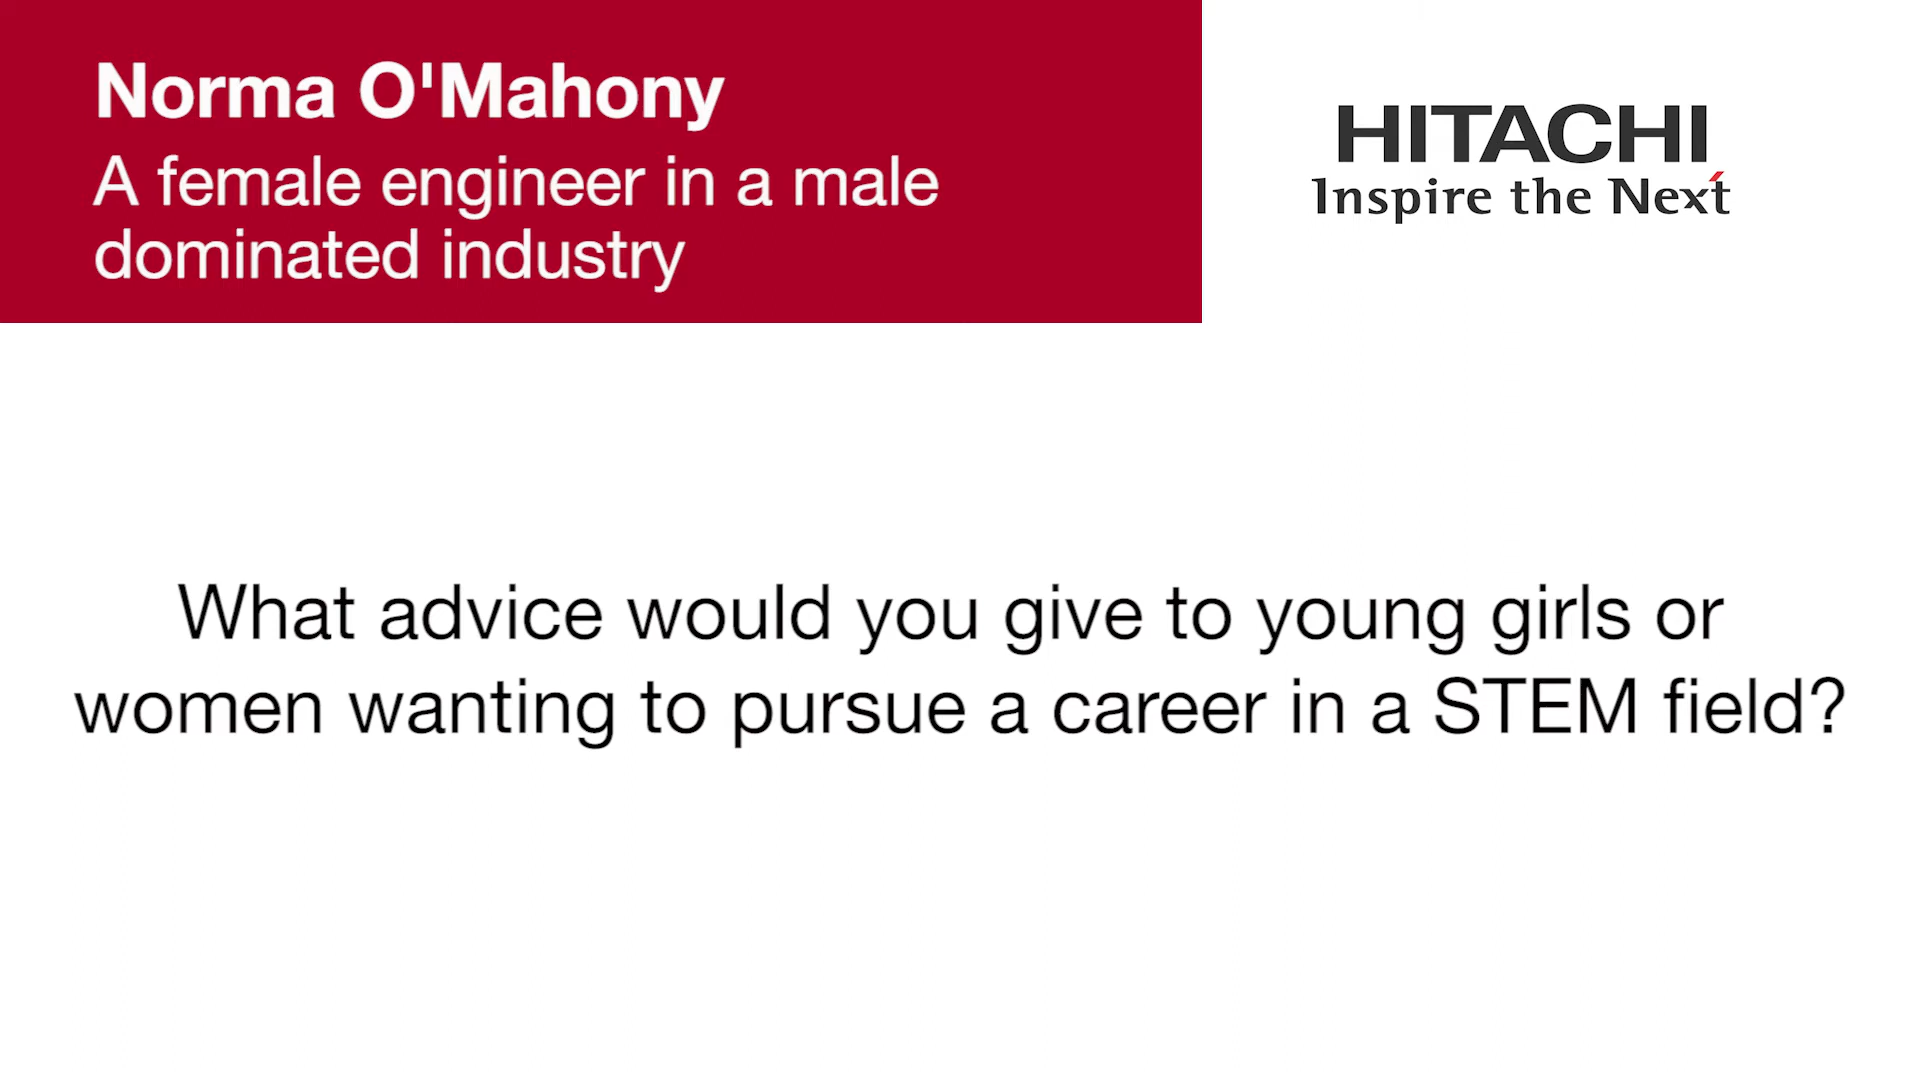 Norma O'Mahony
A female engineer in a male
dominated industry
HITACHI
Inspire the Next
What advice would you give to young girls or
women wanting to pursue a career in a STEM field?